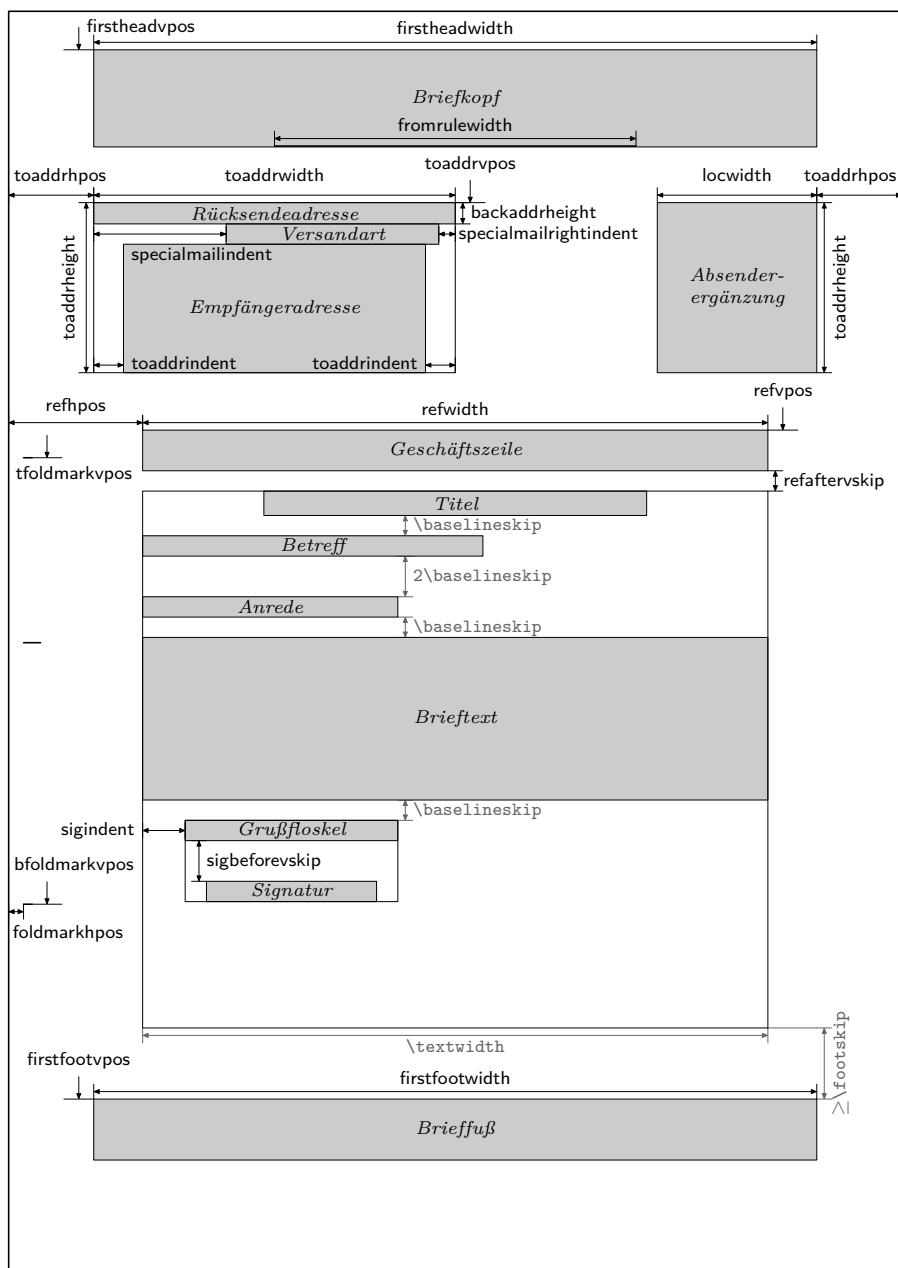 firstheadvpos
firstheadwidth
Briefkopf
fromrulewidth
toaddrvpos
toaddrhpos
toaddrwidth
locwidth
toaddrhpos
Rücksendeadresse
backaddrheight
Versandart
specialmailrightindent
specialmailindent
toaddrheight
Empfängeradresse
Absender-
ergänzung
toaddrheight
toaddrindent
toaddrindent
refvpos
refhpos
refwidth
Geschäftszeile
tfoldmarkvpos
refaftervskip
Titel
\baselineskip
Betreff
2\baselineskip
Anrede
\baselineskip
Brieftext
\baselineskip
sigindent
Grußfloskel
sigbeforevskip
bfoldmarkvpos
Signatur
foldmarkhpos
\textwidth
≥\footskip
firstfootvpos
firstfootwidth
Brieffuß